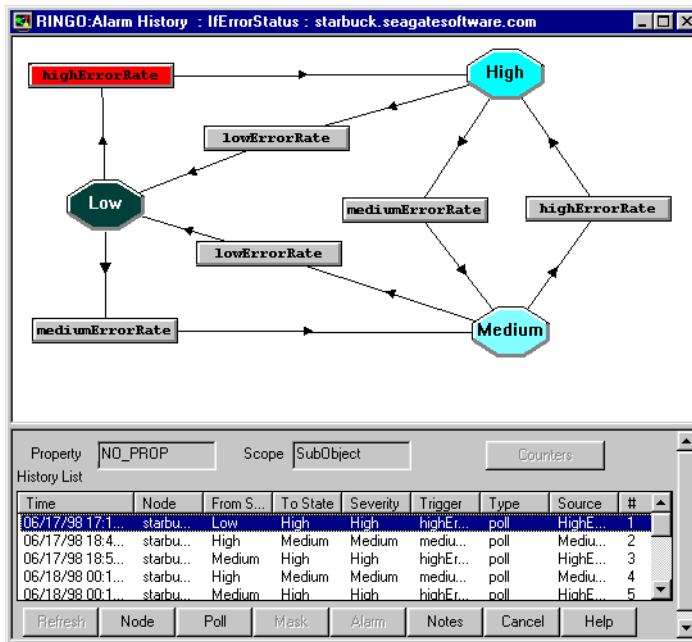 RINGO:Alarm History : IfErrorStatus : starbuck.seagatesoftware.com
highErrorRate
High
lowErrorRate
Low
mediumErrorRate
highErrorRate
lowErrorRate
mediumErrorRate
Medium
Property NO_PROP Scope SubObject Counters
History List
Time Node From S... To State Severity Trigger Type Source #
06/17/98 17:1... starbu... Low High High highEr... poll HighE... 1
06/17/98 18:4... starbu... High Medium Medium mediu... poll MediumE... 2
06/17/98 18:5... starbu... Medium High High highEr... poll HighE... 3
06/18/98 00:1... starbu... High Medium Medium mediu... poll MediumE... 4
06/18/98 00:1... starbu... Medium High High highEr... poll HighE... 5
Refresh Node Poll Mask Alarm Notes Cancel Help